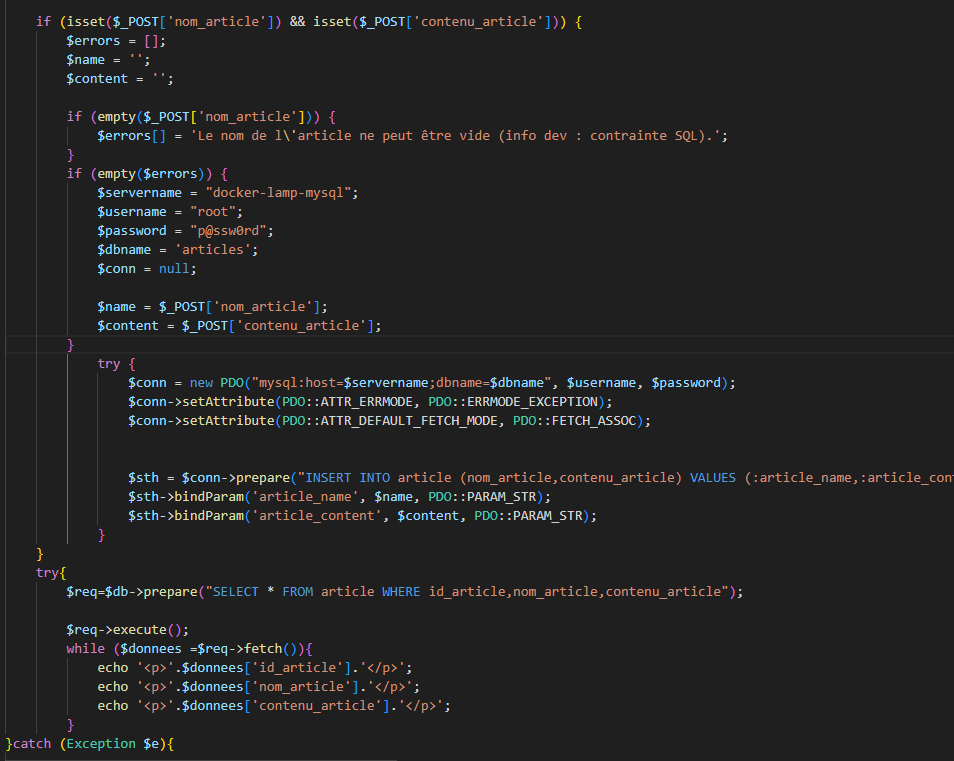 if (isset($_POST['nom_article']) && isset($_POST['contenu_article'])) {
$errors = [];
$name = '';
$content = '';
if (empty($_POST['nom_article'])) {
$errors[] = 'Le nom de l\'article ne peut être vide (info dev : contrainte SQL).';
}
if (empty($errors)) {
$servername = "docker-lamp-mysql";
$username = "root";
$password = "p@ssw0rd";
$dbname = 'articles';
$conn = null;
$name = $_POST['nom_article'];
$content = $_POST['contenu_article'];
}
try {
$conn = new PDO("mysql:host=$servername;dbname=$dbname", $username, $password);
$conn->setAttribute(PDO::ATTR_ERRMODE, PDO::ERRMODE_EXCEPTION);
$conn->setAttribute(PDO::ATTR_DEFAULT_FETCH_MODE, PDO::FETCH_ASSOC);
$sth = $conn->prepare("INSERT INTO article (nom_article,contenu_article) VALUES (:article_name,:article_con
$sth->bindParam('article_name', $name, PDO::PARAM_STR);
$sth->bindParam('article_content', $content, PDO::PARAM_STR);
}
}
try{
$req=$db->prepare("SELECT * FROM article WHERE id_article,nom_article,contenu_article");
$req->execute();
while ($donnees =$req->fetch()){
echo '<p>'.$donnees['id_article'].'</p>';
echo '<p>'.$donnees['nom_article'].'</p>';
echo '<p>'.$donnees['contenu_article'].'</p>';
}
}catch (Exception $e){